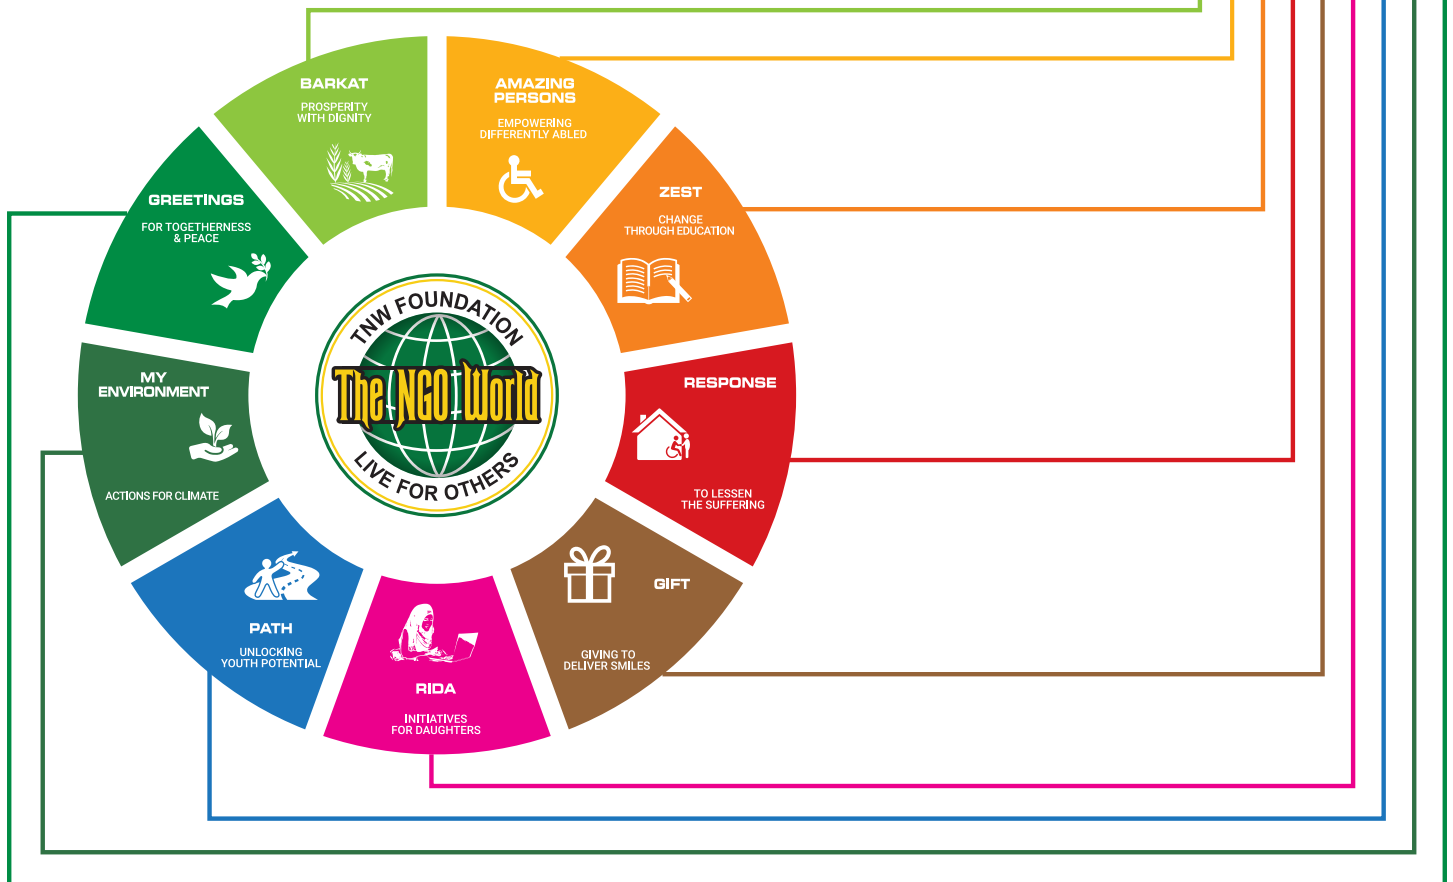 BARKAT
PROSPERITY
WITH DIGNITY
AMAZING
PERSONS
EMPOWERING
DIFFERENTLY ABLED
ZEST
CHANGE
THROUGH EDUCATION
RESPONSE
TO LESSEN
THE SUFFERING
GIFT
GIVING TO
DELIVER SMILES
RIDA
INITIATIVES
FOR DAUGHTERS
PATH
UNLOCKING
YOUTH POTENTIAL
MY
ENVIRONMENT
ACTIONS FOR CLIMATE
GREETINGS
FOR TOGETHERNESS
& PEACE
TNW FOUNDATION
The NGO World
LIVE FOR OTHERS